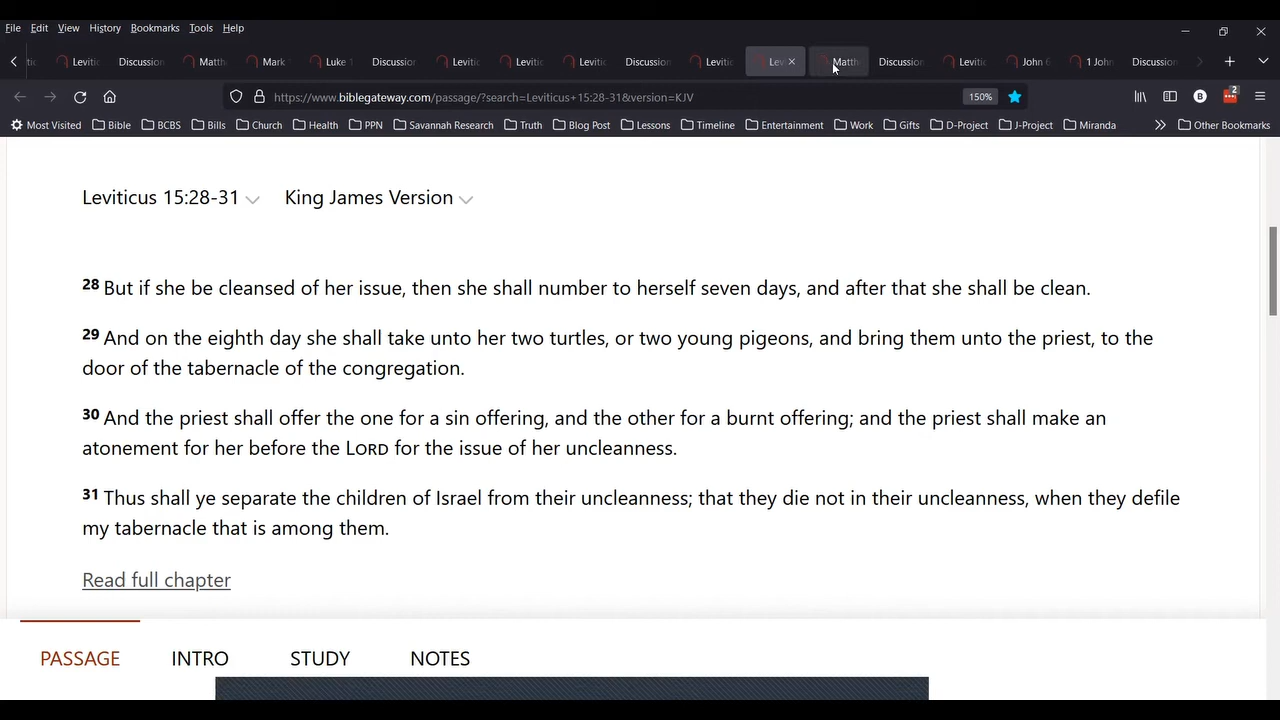 File Edit View History Bookmarks Tools Help
Leviti Discussion Matth Mark Luke 1 Discussion Leviti Leviti Leviti Discussion Leviti Lev Matth Discussion Leviti John 6 1 John Discussion
https://www.biblegateway.com/passage/?search=Leviticus+15:28-31&version=KJV 150% B 2
Most Visited Bible BCBS Bills Church Health PPN Savannah Research Truth Blog Post Lessons Timeline Entertainment Work Gifts D-Project J-Project Miranda Other Bookmarks
Leviticus 15:28-31 King James Version
28 But if she be cleansed of her issue, then she shall number to herself seven days, and after that she shall be clean.
29 And on the eighth day she shall take unto her two turtles, or two young pigeons, and bring them unto the priest, to the
door of the tabernacle of the congregation.
30 And the priest shall offer the one for a sin offering, and the other for a burnt offering; and the priest shall make an
atonement for her before the LORD for the issue of her uncleanness.
31 Thus shall ye separate the children of Israel from their uncleanness; that they die not in their uncleanness, when they defile
my tabernacle that is among them.
Read full chapter
PASSAGE INTRO STUDY NOTES